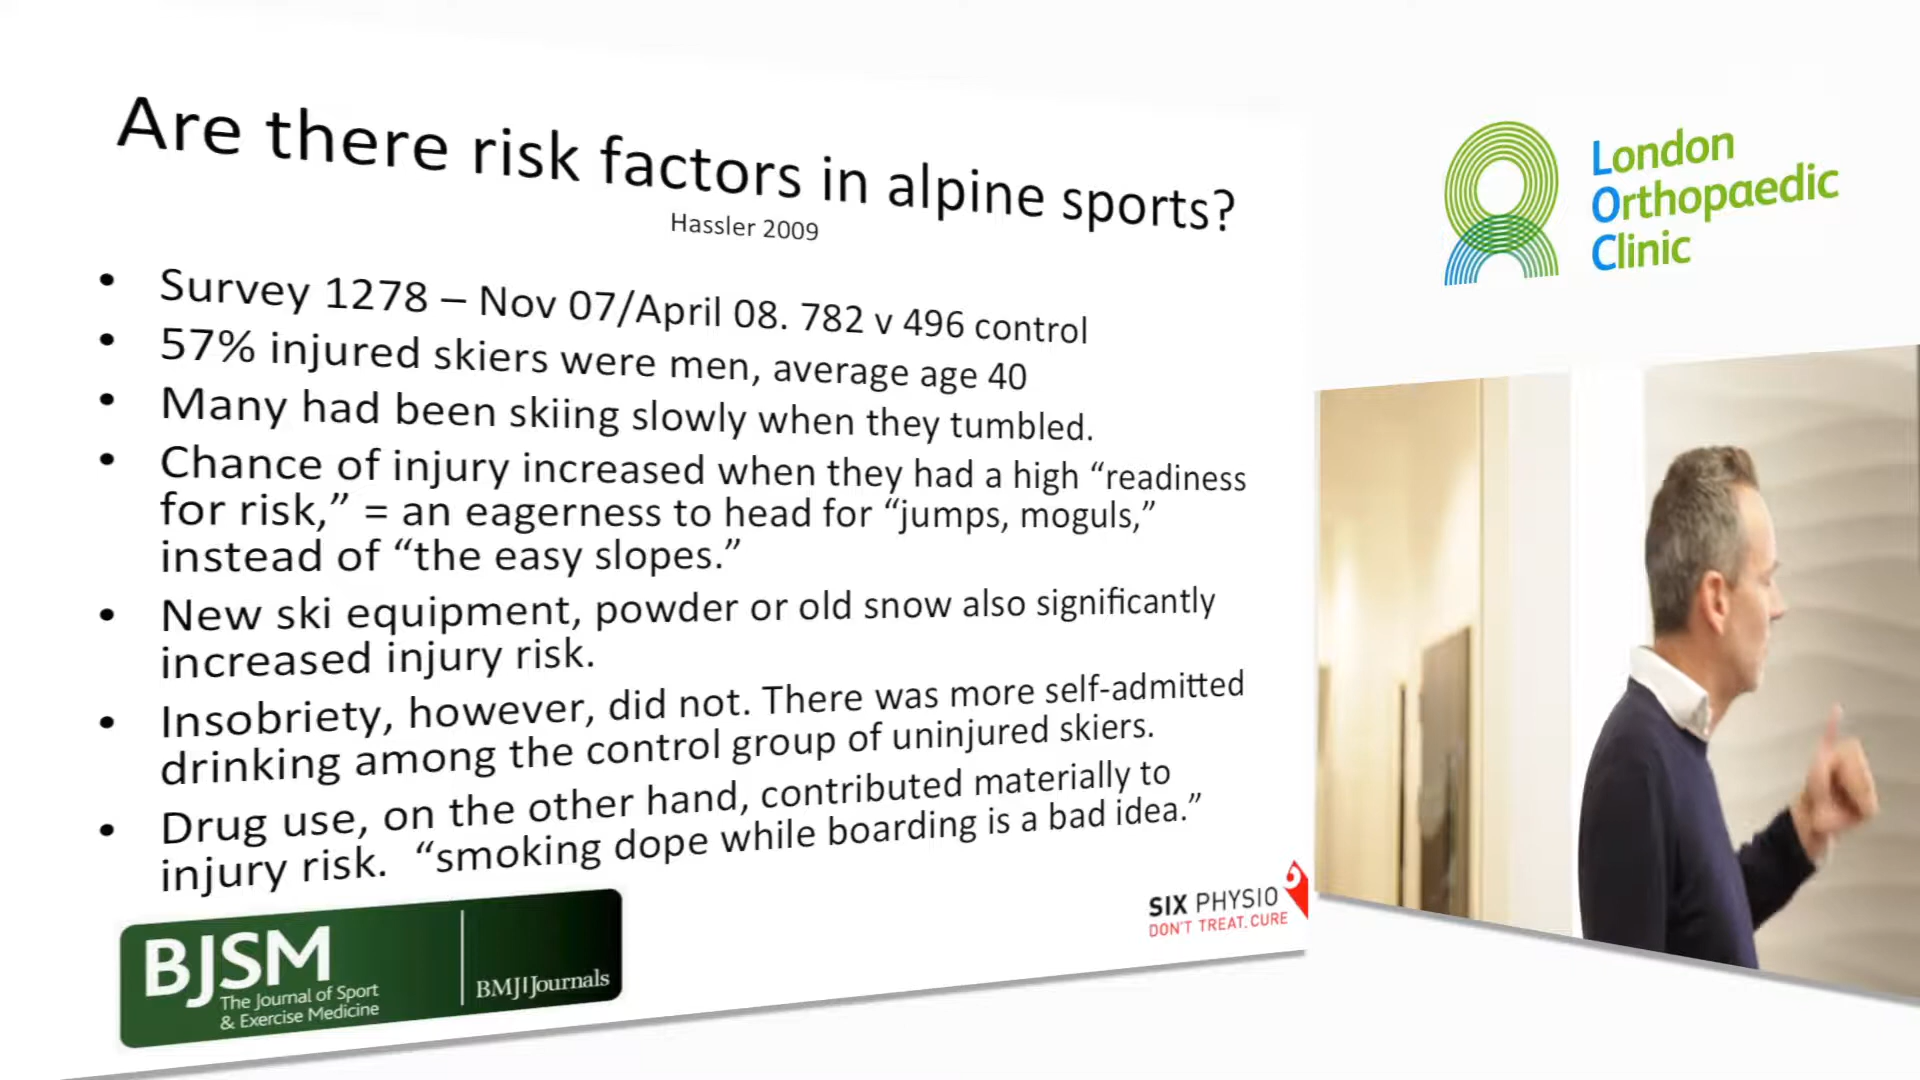 Are there risk factors in alpine sports?
Hassler 2009
• Survey 1278 – Nov 07/April 08. 782 v 496 control
• 57% injured skiers were men, average age 40
• Many had been skiing slowly when they tumbled.
• Chance of injury increased when they had a high “readiness
for risk,” = an eagerness to head for “jumps, moguls,”
instead of “the easy slopes.”
• New ski equipment, powder or old snow also significantly
increased injury risk.
• Insobriety, however, did not. There was more self-admitted
drinking among the control group of uninjured skiers.
• Drug use, on the other hand, contributed materially to
injury risk. “smoking dope while boarding is a bad idea.”
BJSM
The Journal of Sport
& Exercise Medicine
BMJ|Journals
SIX PHYSIO
DON'T TREAT. CURE
London
Orthopaedic
Clinic